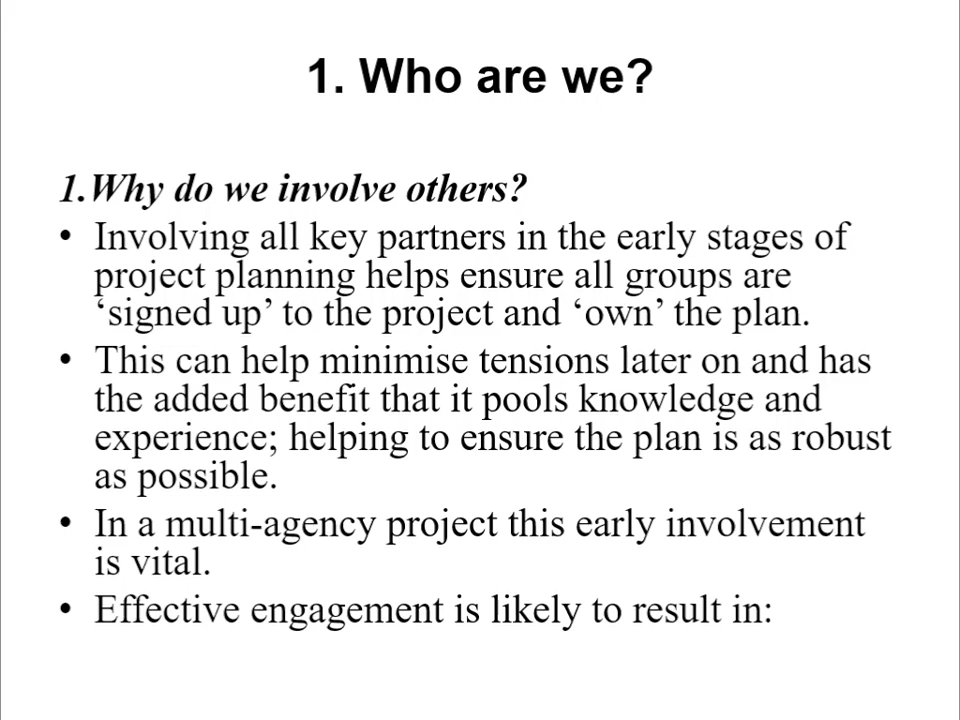 1. Who are we?
1.Why do we involve others?
• Involving all key partners in the early stages of
project planning helps ensure all groups are
‘signed up’ to the project and ‘own’ the plan.
• This can help minimise tensions later on and has
the added benefit that it pools knowledge and
experience; helping to ensure the plan is as robust
as possible.
• In a multi-agency project this early involvement
is vital.
• Effective engagement is likely to result in: